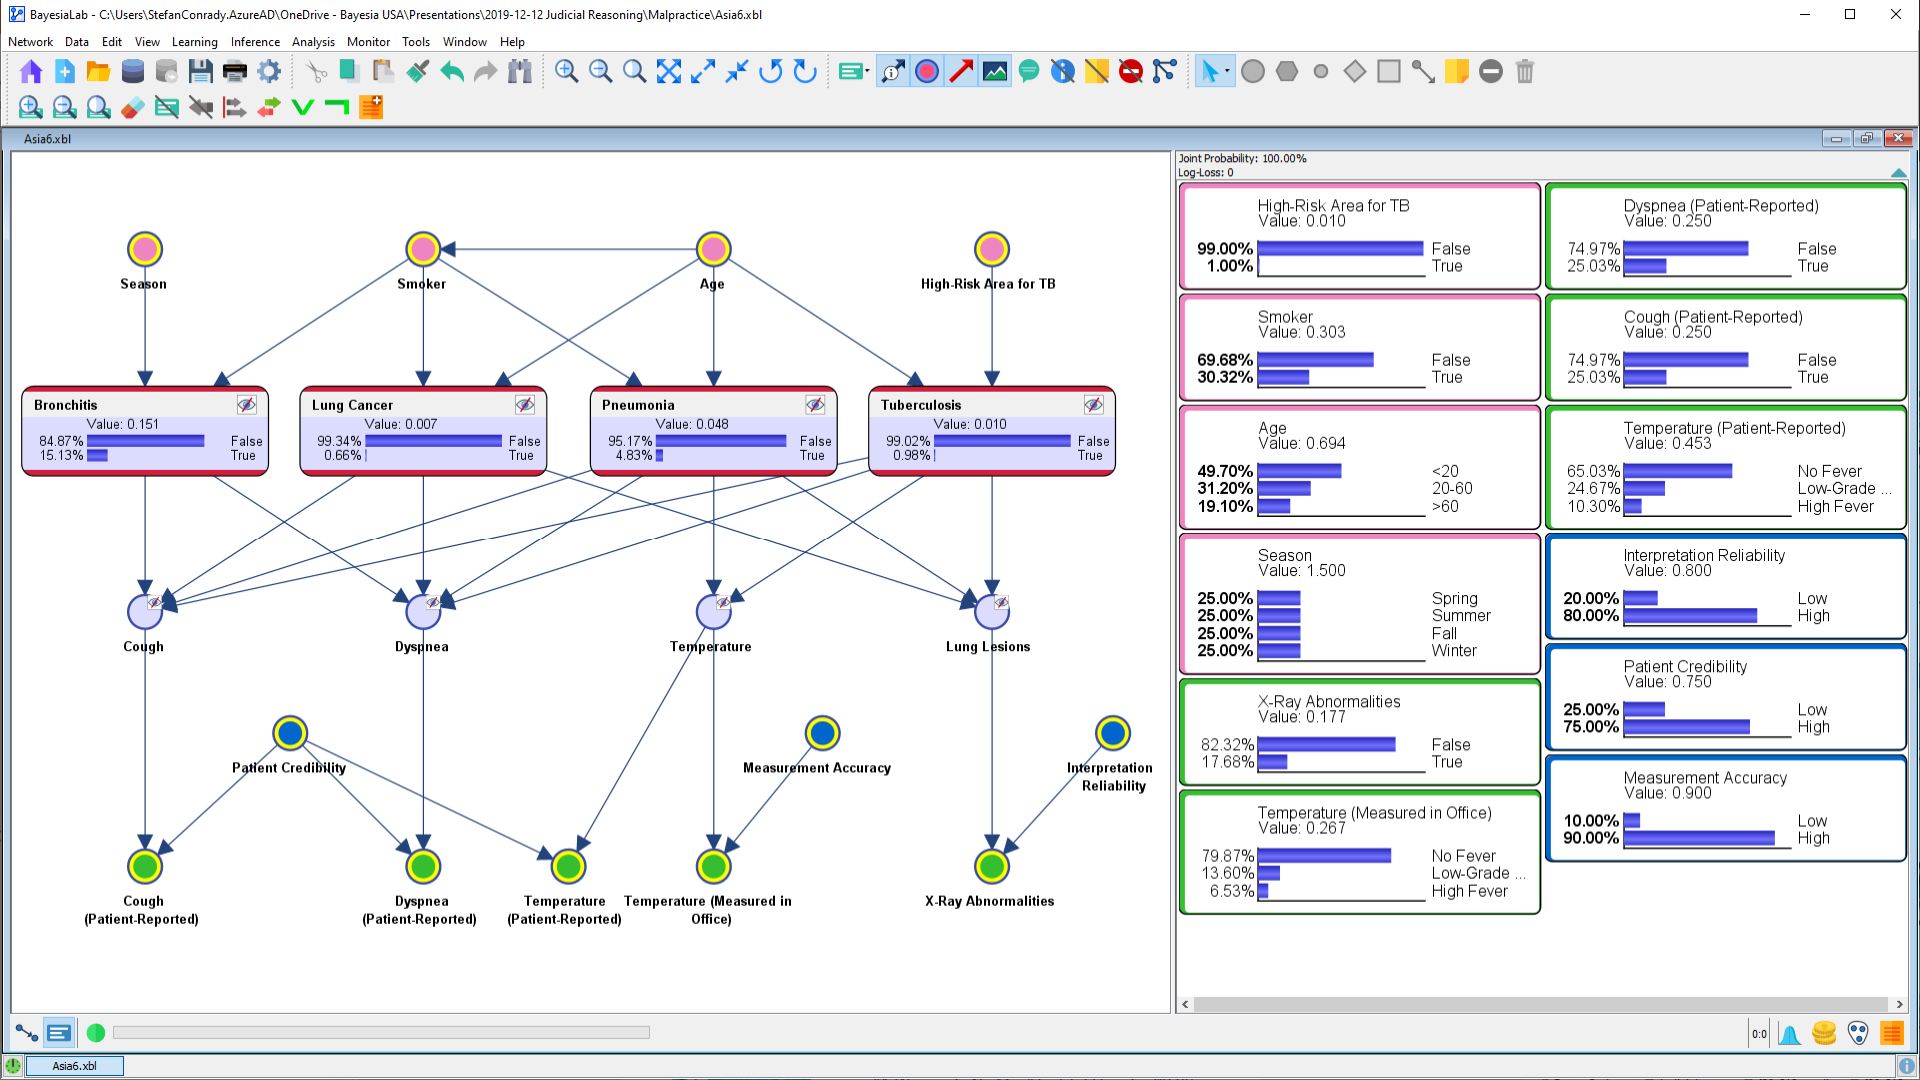 BayesiaLab - C:\Users\StefanConrady.AzureAD\OneDrive - Bayesia USA\Presentations\2019-12-12 Judicial Reasoning\Malpractice\Asia6.xbl
Network Data Edit View Learning Inference Analysis Monitor Tools Window Help
Asia6.xbl
Season
Smoker
Age
High-Risk Area for TB
Bronchitis
Value: 0.151
84.87% False
15.13% True
Lung Cancer
Value: 0.007
99.34% False
0.66% True
Pneumonia
Value: 0.048
95.17% False
4.83% True
Tuberculosis
Value: 0.010
99.02% False
0.98% True
Cough
Dyspnea
Temperature
Lung Lesions
Patient Credibility
Measurement Accuracy
Interpretation
Reliability
Cough
(Patient-Reported)
Dyspnea
(Patient-Reported)
Temperature
(Patient-Reported)
Temperature (Measured in
Office)
X-Ray Abnormalities
Joint Probability: 100.00%
Log-Loss: 0
High-Risk Area for TB
Value: 0.010
99.00% False
1.00% True
Smoker
Value: 0.303
69.68% False
30.32% True
Age
Value: 0.694
49.70% <20
31.20% 20-60
19.10% >60
Season
Value: 1.500
25.00% Spring
25.00% Summer
25.00% Fall
25.00% Winter
X-Ray Abnormalities
Value: 0.177
82.32% False
17.68% True
Temperature (Measured in Office)
Value: 0.267
79.87% No Fever
13.60% Low-Grade ...
6.53% High Fever
Dyspnea (Patient-Reported)
Value: 0.250
74.97% False
25.03% True
Cough (Patient-Reported)
Value: 0.250
74.97% False
25.03% True
Temperature (Patient-Reported)
Value: 0.453
65.03% No Fever
24.67% Low-Grade ...
10.30% High Fever
Interpretation Reliability
Value: 0.800
20.00% Low
80.00% High
Patient Credibility
Value: 0.750
25.00% Low
75.00% High
Measurement Accuracy
Value: 0.900
10.00% Low
90.00% High
0:0
Asia6.xbl